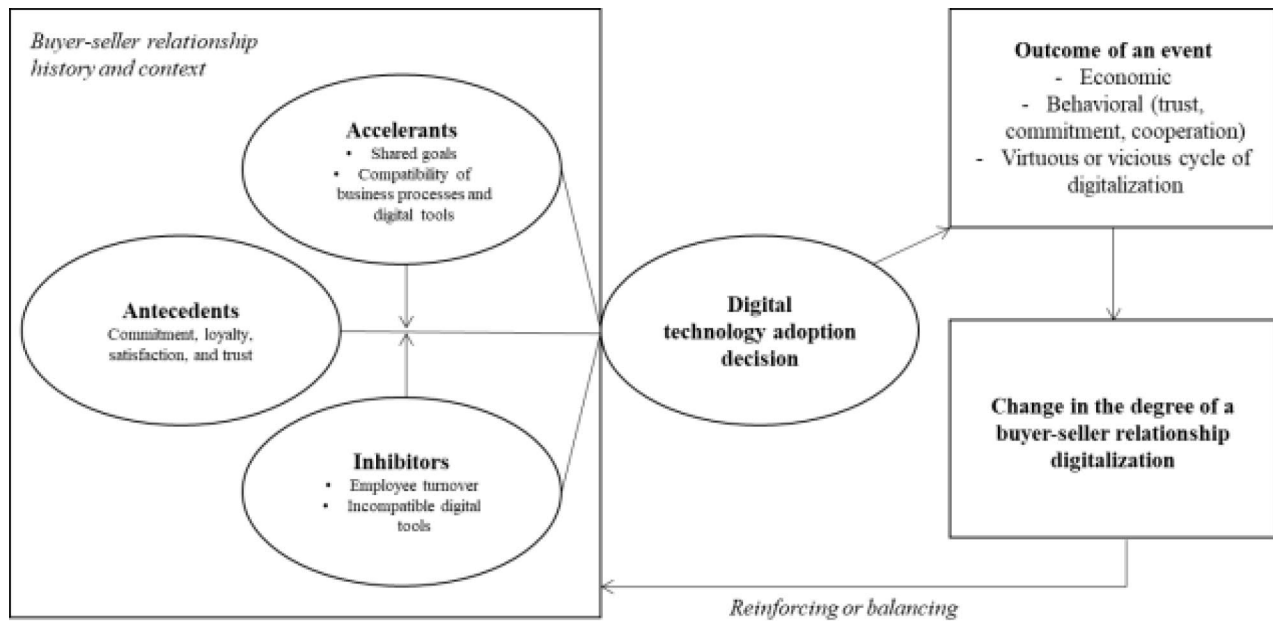 Buyer-seller relationship
history and context
Accelerants
• Shared goals
• Compatibility of
business processes and
digital tools
Antecedents
Commitment, loyalty,
satisfaction, and trust
Inhibitors
• Employee turnover
• Incompatible digital
tools
Digital
technology adoption
decision
Outcome of an event
- Economic
- Behavioral (trust,
commitment, cooperation)
- Virtuous or vicious cycle of
digitalization
Change in the degree of a
buyer-seller relationship
digitalization
Reinforcing or balancing